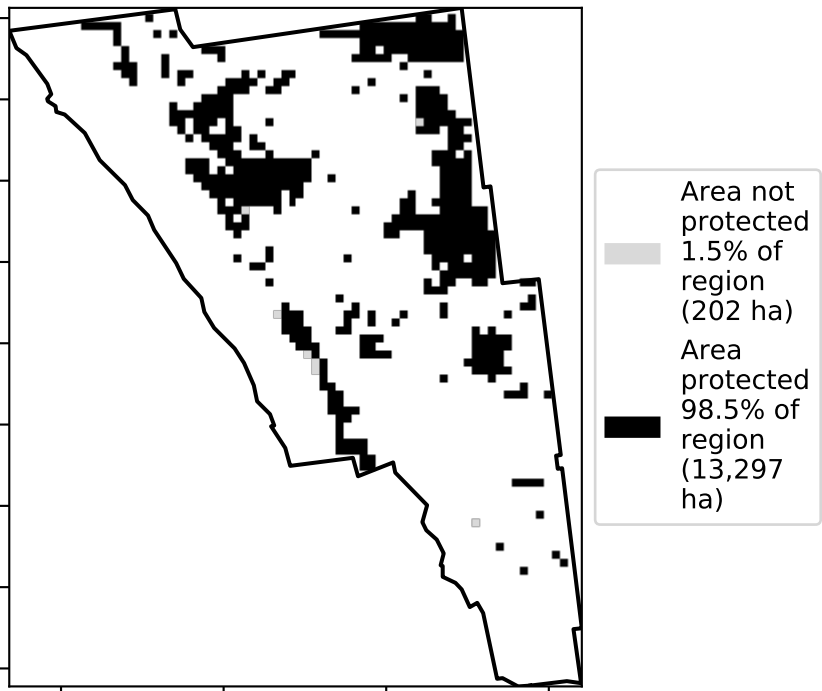 Area not
protected
1.5% of
region
(202 ha)
Area
protected
98.5% of
region
(13,297
ha)